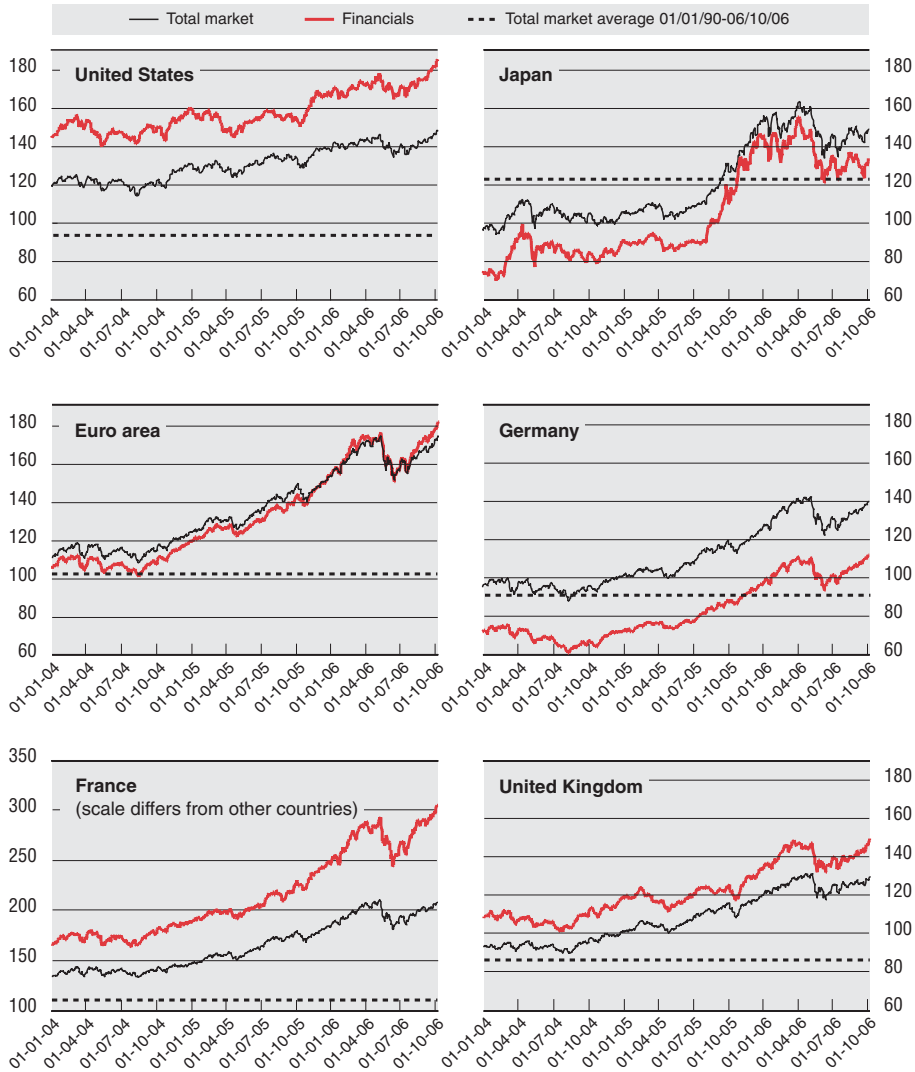 Total market Financials Total market average 01/01/90-06/10/06
United States
180
160
140
120
100
80
60
01-01-04 01-04-04 01-07-04 01-10-04 01-01-05 01-04-05 01-07-05 01-10-05 01-01-06 01-04-06 01-07-06 01-10-06
Japan
180
160
140
120
100
80
60
01-01-04 01-04-04 01-07-04 01-10-04 01-01-05 01-04-05 01-07-05 01-10-05 01-01-06 01-04-06 01-07-06 01-10-06
Euro area
180
160
140
120
100
80
60
01-01-04 01-04-04 01-07-04 01-10-04 01-01-05 01-04-05 01-07-05 01-10-05 01-01-06 01-04-06 01-07-06 01-10-06
Germany
180
160
140
120
100
80
60
01-01-04 01-04-04 01-07-04 01-10-04 01-01-05 01-04-05 01-07-05 01-10-05 01-01-06 01-04-06 01-07-06 01-10-06
France
(scale differs from other countries)
350
300
250
200
150
100
01-01-04 01-04-04 01-07-04 01-10-04 01-01-05 01-04-05 01-07-05 01-10-05 01-01-06 01-04-06 01-07-06 01-10-06
United Kingdom
180
160
140
120
100
80
60
01-01-04 01-04-04 01-07-04 01-10-04 01-01-05 01-04-05 01-07-05 01-10-05 01-01-06 01-04-06 01-07-06 01-10-06